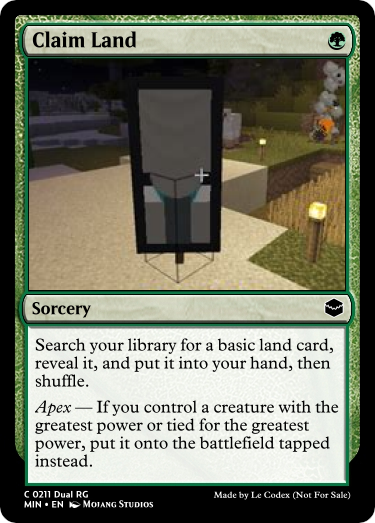 Claim Land
Sorcery
Search your library for a basic land card,
reveal it, and put it into your hand, then
shuffle.
Apex — If you control a creature with the
greatest power or tied for the greatest
power, put it onto the battlefield tapped
instead.
C 0211 Dual RG
MIN • EN Mojang Studios
Made by Le Codex (Not For Sale)